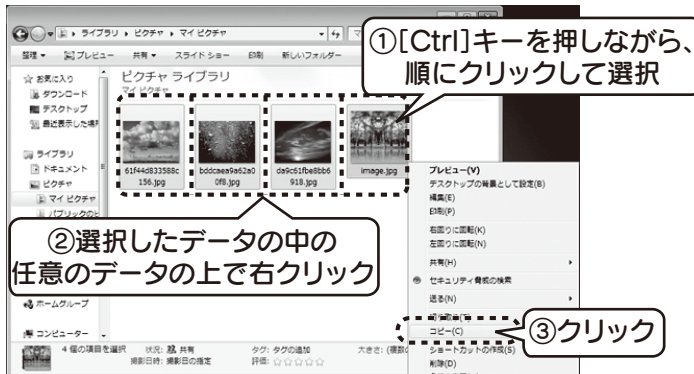 ライブラリ ▸ ピクチャ ▸ マイ ピクチャ
①[Ctrl]キーを押しながら、
順にクリックして選択
整理 プレビュー 共有 スライド ショー 印刷 新しいフォルダー
お気に入り
ダウンロード
デスクトップ
最近表示した場所
ライブラリ
ドキュメント
ピクチャ
マイ ピクチャ
ピクチャ ライブラリ
マイ ピクチャ
61f44d833588c
156.jpg
bddcaea9a62a0
0f8.jpg
da9c61fbe8bb6
918.jpg
image.jpg
②選択したデータの中の
任意のデータの上で右クリック
プレビュー(V)
デスクトップの背景として設定(B)
編集(E)
印刷(P)
右回りに回転(K)
左回りに回転(N)
共有(H)
セキュリティ脅威の検索
送る(N)
切り取り(T)
コピー(C)
ショートカットの作成(S)
削除(D)
③クリック
ホームグループ
コンピューター
4 個の項目を選択 状況: 共有 タグ: タグの追加 大きさ: (複数の
撮影日時: 撮影日の指定 評価: ☆☆☆☆☆